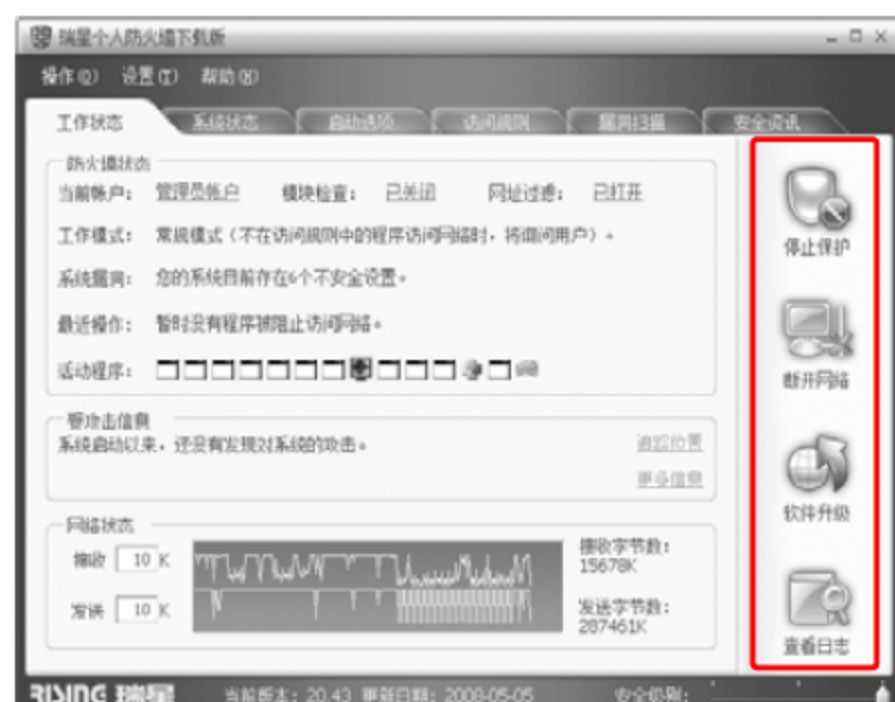 瑞星个人防火墙下载版
操作(O) 设置(T) 帮助(H)
工作状态 系统状态 启动选项 访问规则 漏洞扫描 安全资讯
防火墙状态
当前帐户: 管理员帐户 模块检查: 已关闭 网址过滤: 已打开
工作模式: 常规模式(不在访问规则中的程序访问网络时，将询问用户)。
系统漏洞: 您的系统目前存在6个不安全设置。
最近操作: 暂时没有程序被阻止访问网络。
活动程序:
受攻击信息
系统启动以来，还没有发现对系统的攻击。
追踪位置
更多信息
网络状态
接收 10 K
发送 10 K
接收字节数:
15678K
发送字节数:
287461K
停止保护
断开网络
软件升级
查看日志
RISING 瑞星 当前版本: 20.43 更新日期: 2008-05-05 安全级别: